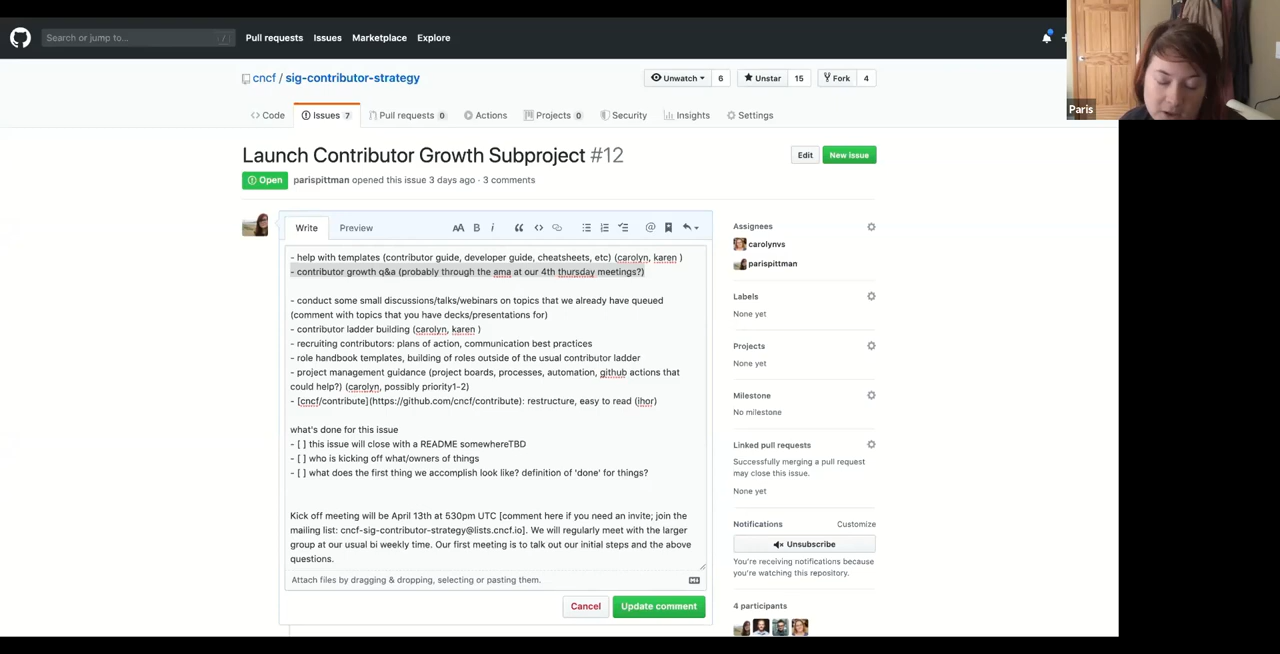 Search or jump to...
/
Pull requests
Issues
Marketplace
Explore
Paris
cncf / sig-contributor-strategy
Unwatch 6
Unstar 15
Fork 4
Code
Issues 7
Pull requests 0
Actions
Projects 0
Security
Insights
Settings
Launch Contributor Growth Subproject #12
Edit
New issue
Open
parispittman opened this issue 3 days ago · 3 comments
Write
Preview
- help with templates (contributor guide, developer guide, cheatsheets, etc) (carolyn, karen )
- contributor growth q&a (probably through the ama at our 4th thursday meetings?)
- conduct some small discussions/talks/webinars on topics that we already have queued
(comment with topics that you have decks/presentations for)
- contributor ladder building (carolyn, karen )
- recruiting contributors: plans of action, communication best practices
- role handbook templates, building of roles outside of the usual contributor ladder
- project management guidance (project boards, processes, automation, github actions that
could help?) (carolyn, possibly priority1-2)
- [cncf/contribute](https://github.com/cncf/contribute): restructure, easy to read (ihor)
what's done for this issue
- [ ] this issue will close with a README somewhereTBD
- [ ] who is kicking off what/owners of things
- [ ] what does the first thing we accomplish look like? definition of 'done' for things?
Kick off meeting will be April 13th at 530pm UTC [comment here if you need an invite; join the
mailing list: cncf-sig-contributor-strategy@lists.cncf.io]. We will regularly meet with the larger
group at our usual bi weekly time. Our first meeting is to talk out our initial steps and the above
questions.
Attach files by dragging & dropping, selecting or pasting them.
Cancel
Update comment
Assignees
carolynvs
parispittman
Labels
None yet
Projects
None yet
Milestone
No milestone
Linked pull requests
Successfully merging a pull request
may close this issue.
None yet
Notifications
Customize
Unsubscribe
You're receiving notifications because
you're watching this repository.
4 participants